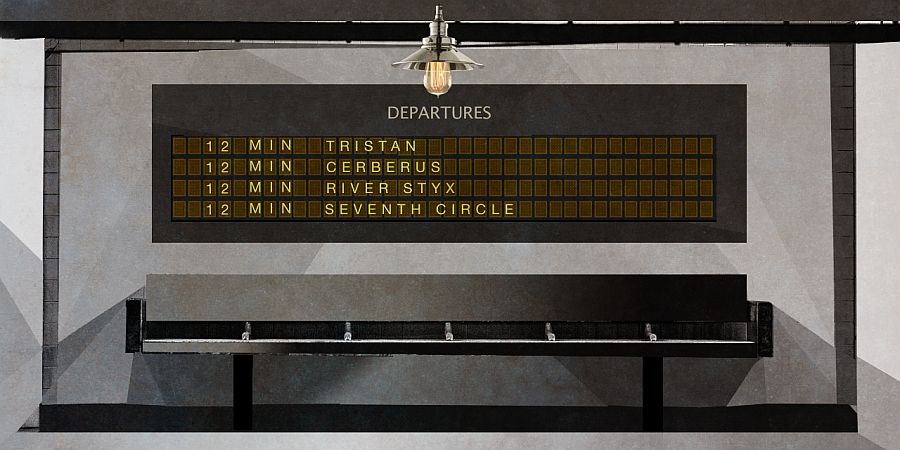 DEPARTURES
12 MIN TRISTAN
12 MIN CERBERUS
12 MIN RIVER STYX
12 MIN SEVENTH CIRCLE